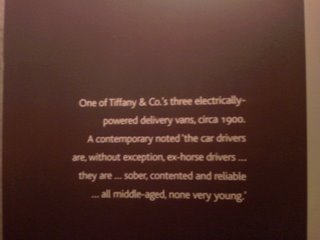 One of Tiffany & Co.'s three electrically-
powered delivery vans, circa 1900.
A contemporary noted 'the car drivers
are, without exception, ex-horse drivers ...
they are ... sober, contented and reliable
... all middle-aged, none very young.'